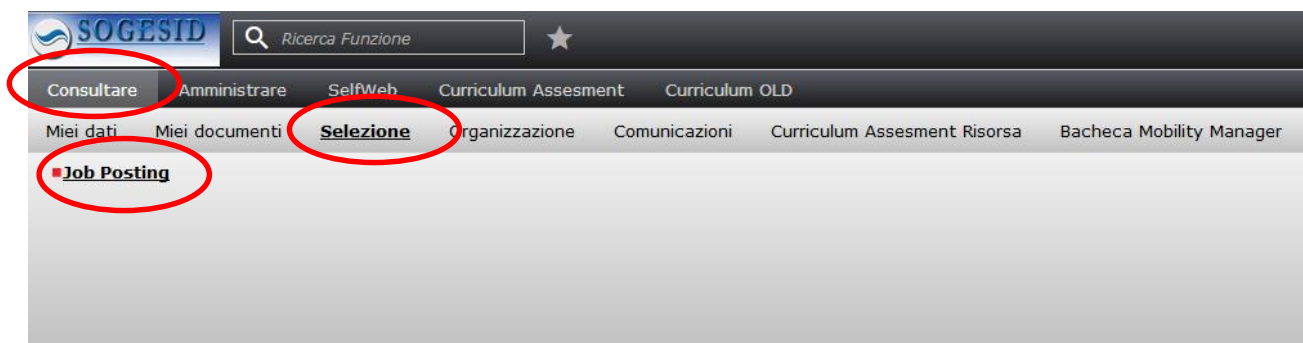 SOGESID Ricerca Funzione
Consultare Amministrare SelfWeb Curriculum Assesment Curriculum OLD
Miei dati Miei documenti Selezione Organizzazione Comunicazioni Curriculum Assesment Risorsa Bacheca Mobility Manager
Job Posting